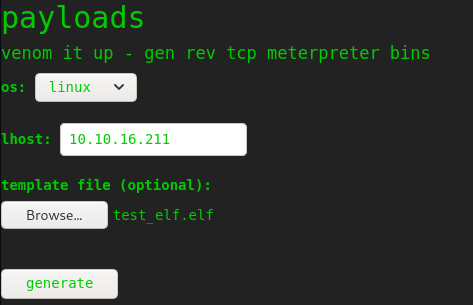 payloads
venom it up - gen rev tcp meterpreter bins
os: linux
lhost: 10.10.16.211
template file (optional):
Browse... test_elf.elf
generate